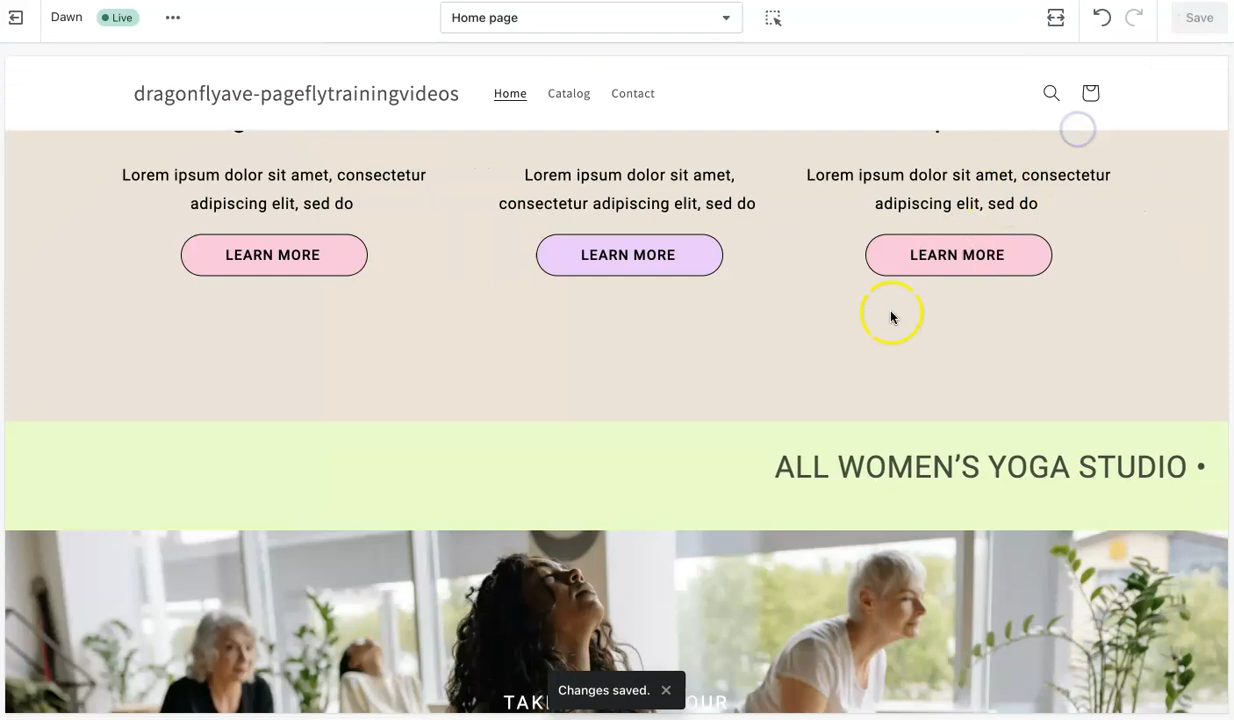 Dawn
Live
Home page
Save
dragonflyave-pageflytrainingvideos
Home
Catalog
Contact
Lorem ipsum dolor sit amet, consectetur
adipiscing elit, sed do
LEARN MORE
Lorem ipsum dolor sit amet,
consectetur adipiscing elit, sed do
LEARN MORE
Lorem ipsum dolor sit amet, consectetur
adipiscing elit, sed do
LEARN MORE
ALL WOMEN’S YOGA STUDIO •
Changes saved.